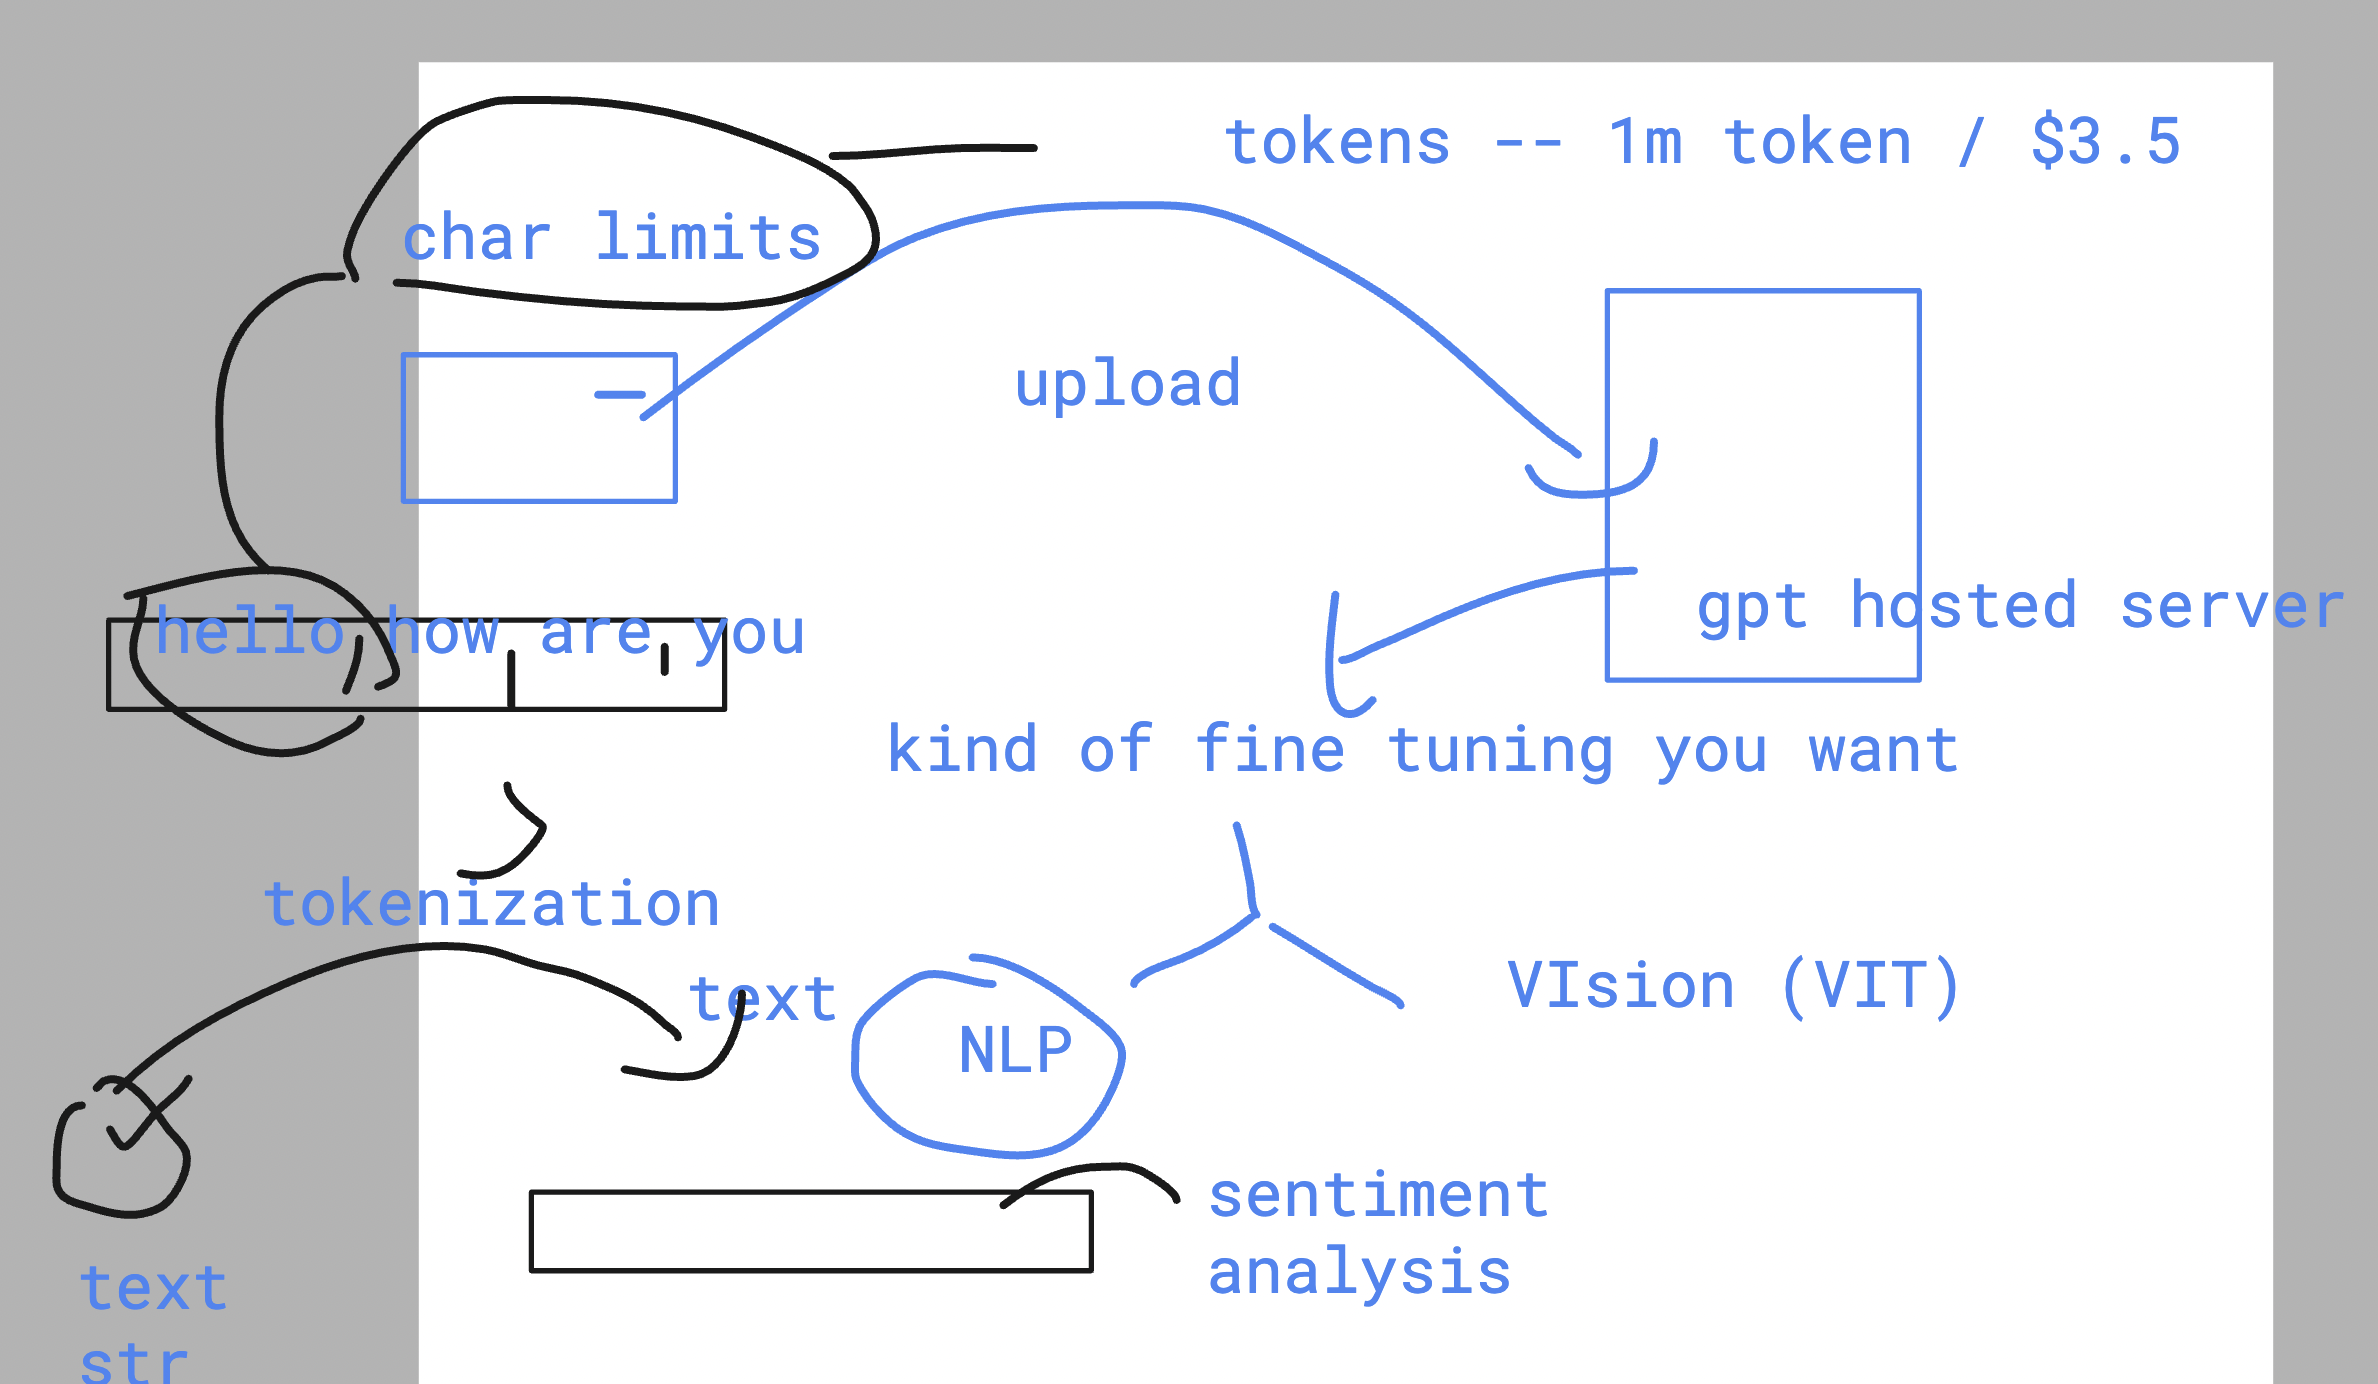 tokens -- 1m token / $3.5
char limits
upload
gpt hosted server
hello how are you
kind of fine tuning you want
tokenization
text
NLP
VIsion (VIT)
sentiment
analysis
text
str